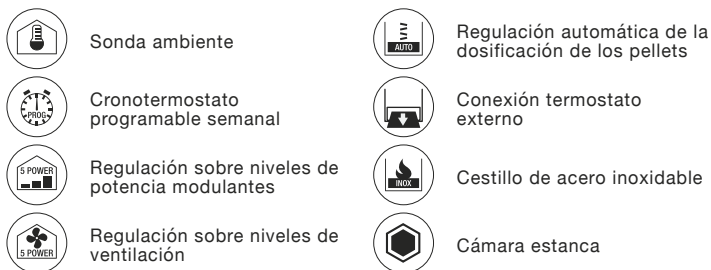 Sonda ambiente
PROG
Cronotermostato
programable semanal
5 POWER
Regulación sobre niveles de
potencia modulantes
5 POWER
Regulación sobre niveles de
ventilación
AUTO
Regulación automática de la
dosificación de los pellets
Conexión termostato
externo
INOX
Cestillo de acero inoxidable
Cámara estanca